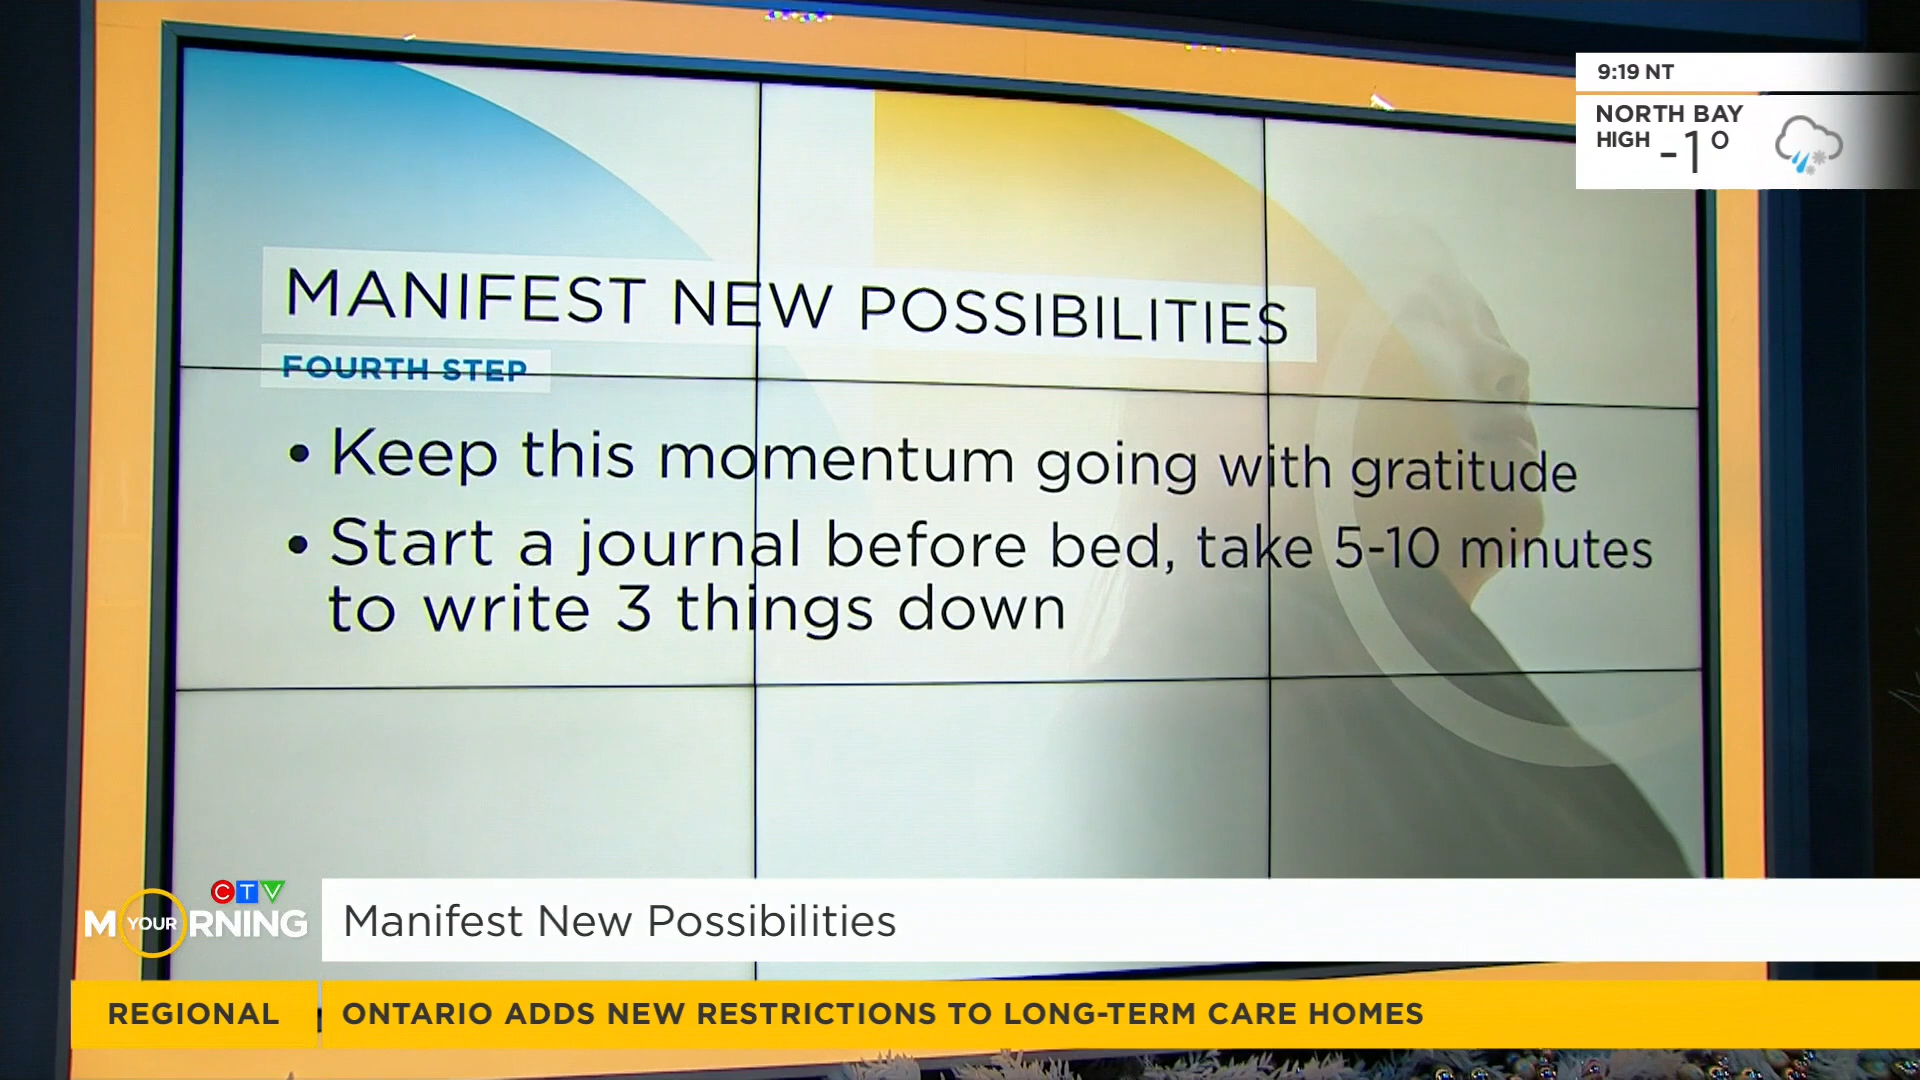 9:19 NT
NORTH BAY
HIGH -1°
MANIFEST NEW POSSIBILITIES
FOURTH STEP
• Keep this momentum going with gratitude
• Start a journal before bed, take 5-10 minutes
to write 3 things down
CTV
YOUR MORNING
Manifest New Possibilities
REGIONAL
ONTARIO ADDS NEW RESTRICTIONS TO LONG-TERM CARE HOMES